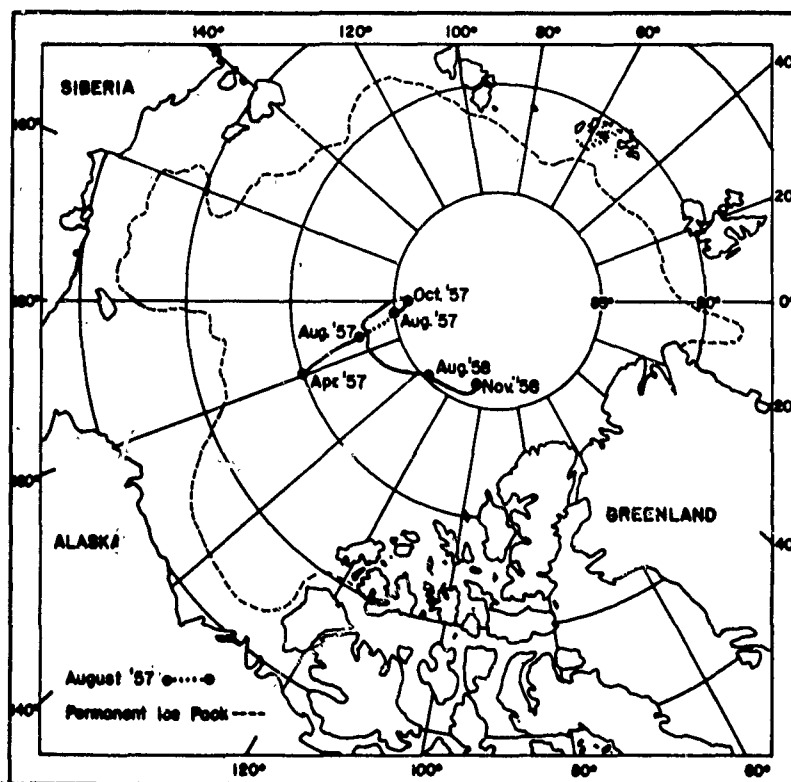 140° 120° 100° 80° 60° 40°
SIBERIA
20°
Oct. '57
85° 80° 0°
Aug. '57
Aug. '57
Aug. '58
Apr. '57
Nov. '58
20°
GREENLAND
ALASKA
40°
August '57
Permanent Ice Pack
120° 100° 80° 60°